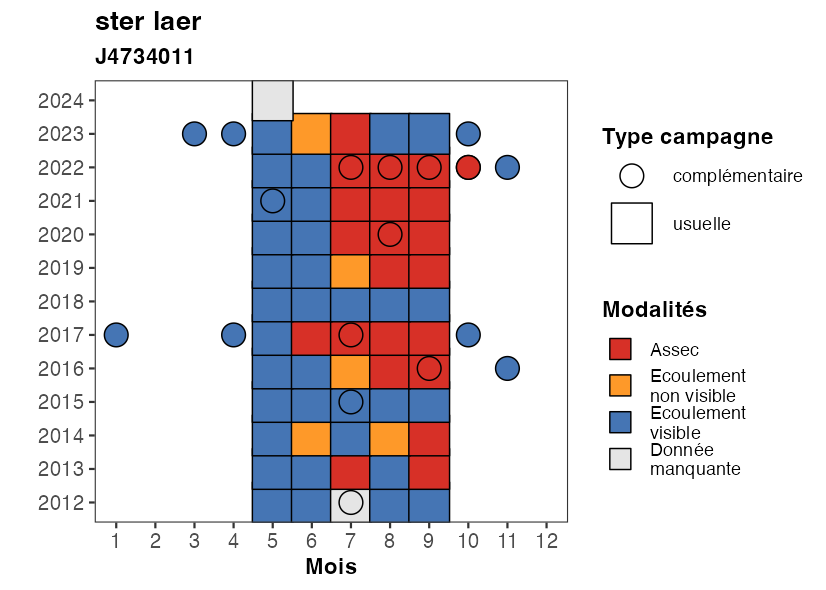 ster laer
J4734011
2024
2023
2022
2021
2020
2019
2018
2017
2016
2015
2014
2013
2012
1 2 3 4 5 6 7 8 9 10 11 12
Mois
Type campagne
complémentaire
usuelle
Modalités
Assec
Ecoulement
non visible
Ecoulement
visible
Donnée
manquante